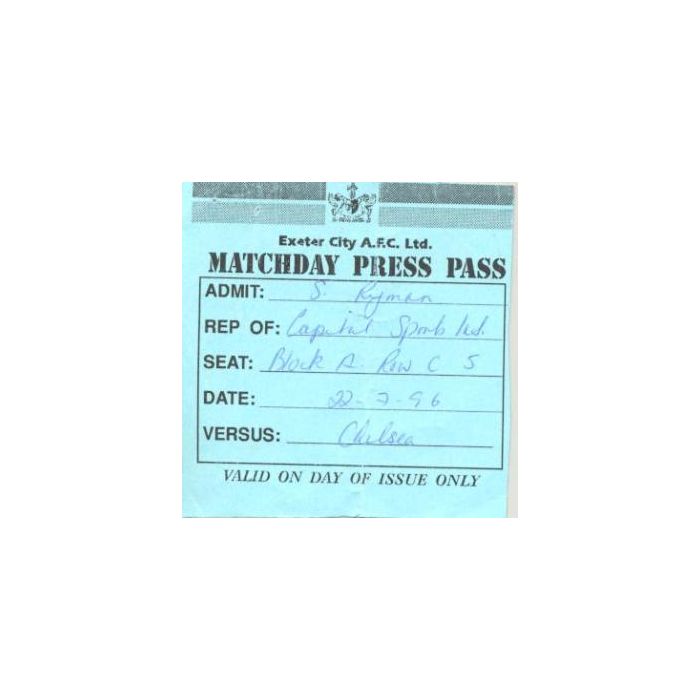 Exeter City A.F.C. Ltd.
MATCHDAY PRESS PASS
ADMIT: S. Ryman
REP OF: Capital Sports Ltd.
SEAT: Block A. Row C 5
DATE: 22-7-96
VERSUS: Chelsea
VALID ON DAY OF ISSUE ONLY